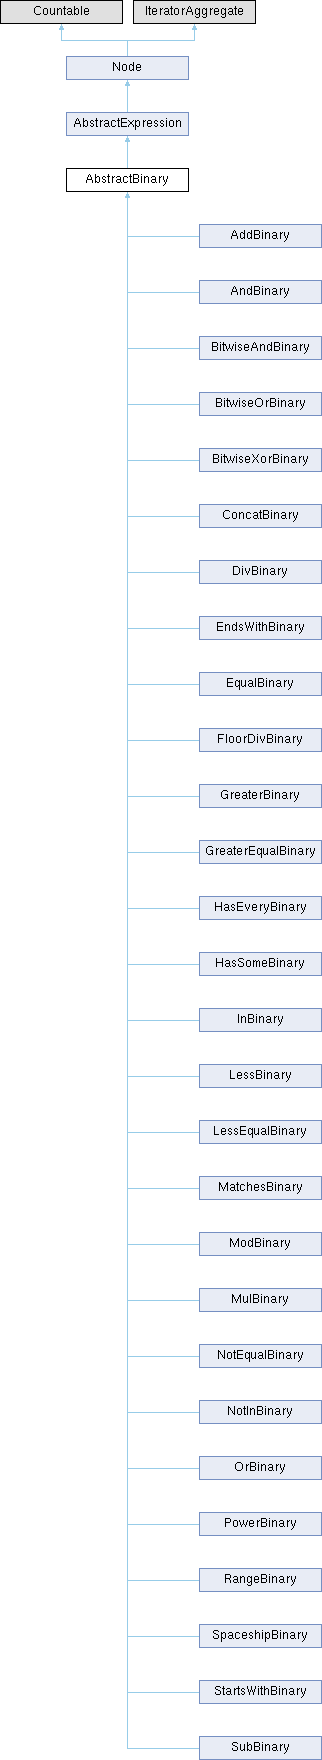 Countable
IteratorAggregate
Node
AbstractExpression
AbstractBinary
AddBinary
AndBinary
BitwiseAndBinary
BitwiseOrBinary
BitwiseXorBinary
ConcatBinary
DivBinary
EndsWithBinary
EqualBinary
FloorDivBinary
GreaterBinary
GreaterEqualBinary
HasEveryBinary
HasSomeBinary
InBinary
LessBinary
LessEqualBinary
MatchesBinary
ModBinary
MulBinary
NotEqualBinary
NotInBinary
OrBinary
PowerBinary
RangeBinary
SpaceshipBinary
StartsWithBinary
SubBinary